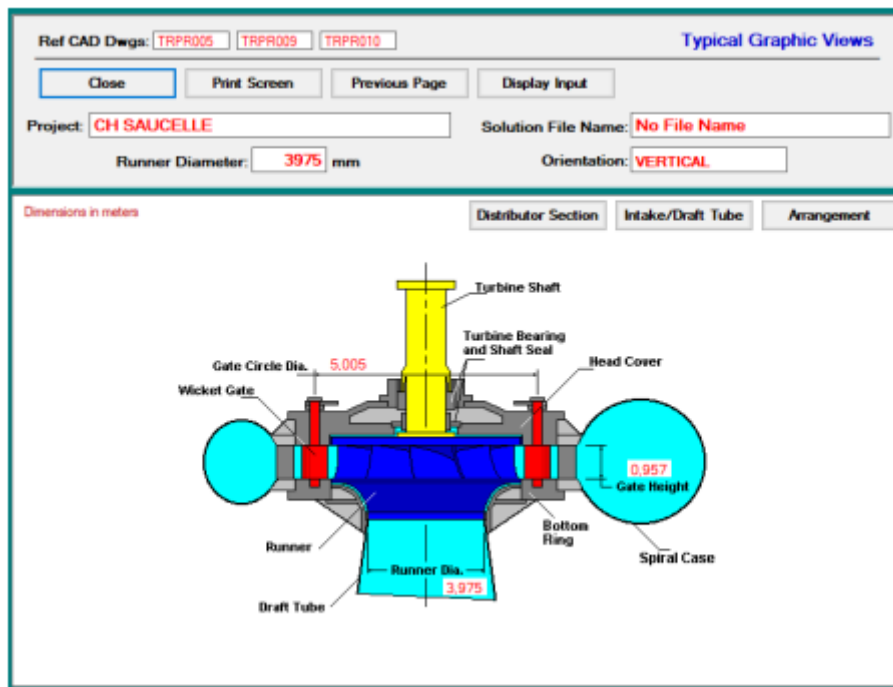 Ref CAD Dwgs: TRPR005 TRPR009 TRPR010 Typical Graphic Views
Close Print Screen Previous Page Display Input
Project: CH SAUCELLE Solution File Name: No File Name
Runner Diameter: 3975 mm Orientation: VERTICAL
Dimensions in meters Distributor Section Intake/Draft Tube Arrangement
Turbine Shaft
Turbine Bearing
and Shaft Seal
Gate Circle Dia. 5,005 Head Cover
Wicket Gate
0,957
Gate Height
Bottom
Ring
Runner
Spiral Case
Runner Dia.
3,975
Draft Tube